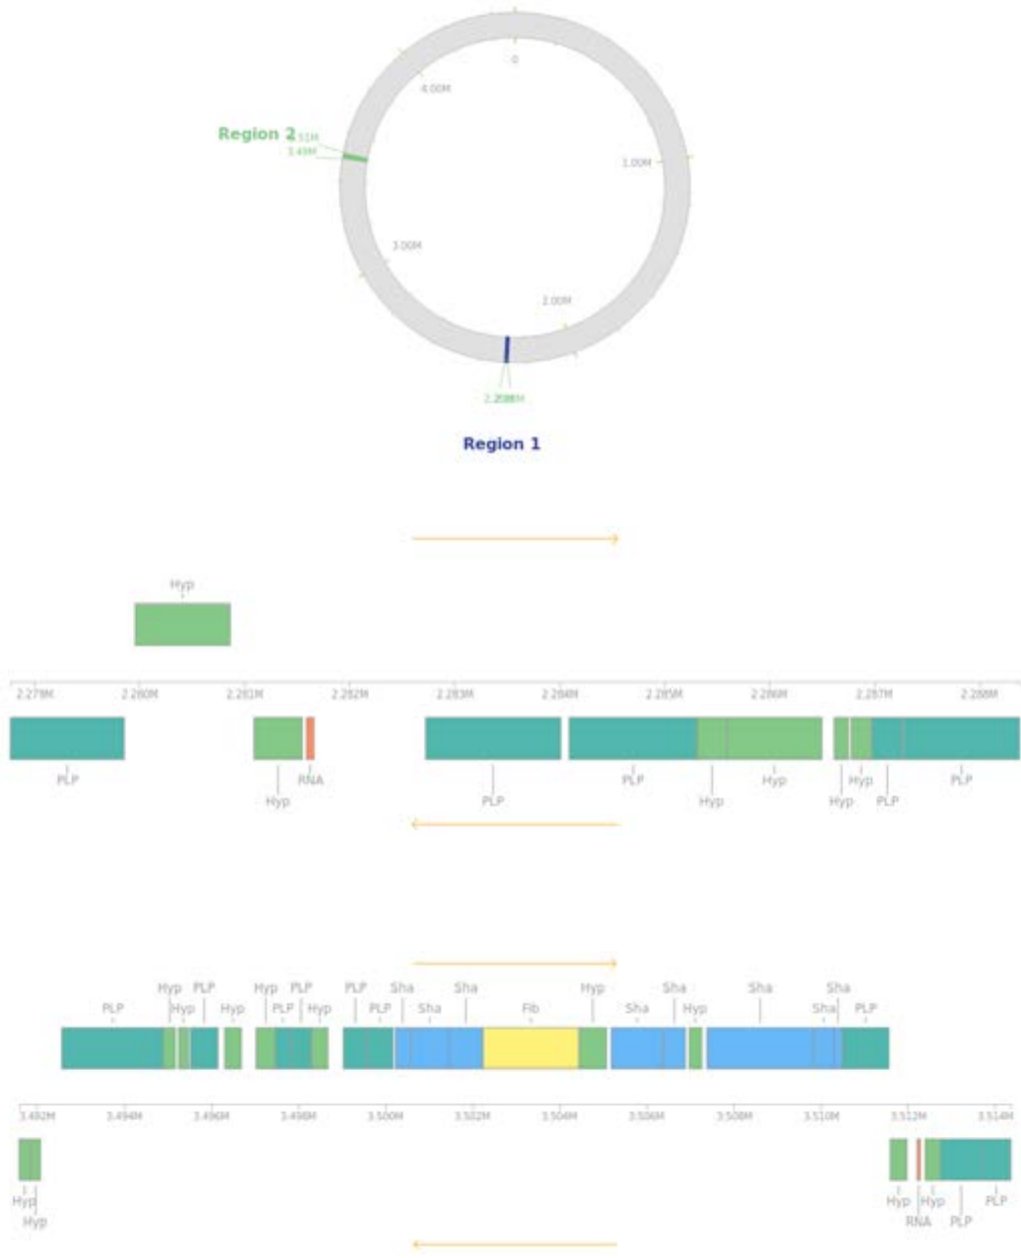 0
4.00M
Region 2
3.49M
1.00M
3.00M
2.00M
Region 1
Hyp
2.279M 2.280M 2.281M 2.282M 2.283M 2.284M 2.285M 2.286M 2.287M 2.288M
PLP RNA PLP PLP Hyp Hyp PLP
Hyp PLP Hyp Hyp PLP
Hyp PLP Hyp PLP PLP Sha Sha Hyp Sha Sha Sha
PLP Hyp Hyp PLP Hyp PLP Sha Fib Sha Hyp Sha PLP
3.492M 3.494M 3.496M 3.498M 3.500M 3.502M 3.504M 3.506M 3.508M 3.510M 3.512M 3.514M
Hyp Hyp Hyp PLP
Hyp RNA PLP